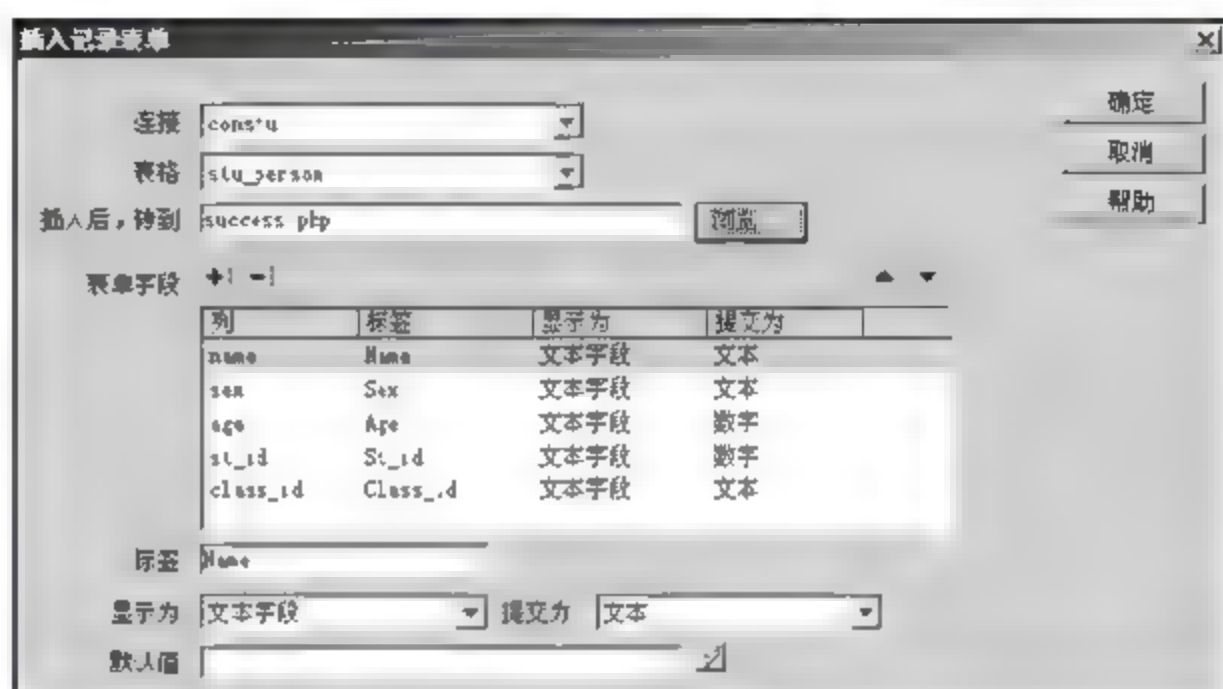 插入记录表单
连接 constu
确定
表格 stu_person
取消
插入后，转到 success.php 浏览...
帮助
表单字段
列 标签 显示为 提交为
name Name 文本字段 文本
sex Sex 文本字段 文本
age Age 文本字段 数字
st_id St_id 文本字段 数字
class_id Class_id 文本字段 文本
标签 Name
显示为 文本字段 提交为 文本
默认值